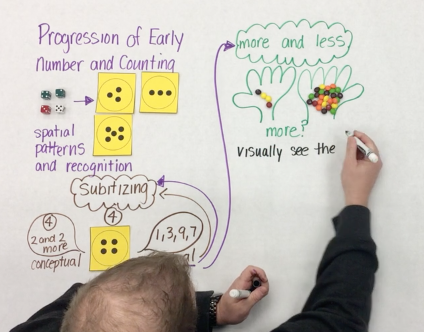 Progression of Early
Number and Counting
spatial
patterns
and recognition
Subitizing
4
2 and 2
more
conceptual
4
1,3,9,7
more and less
more?
visually see the